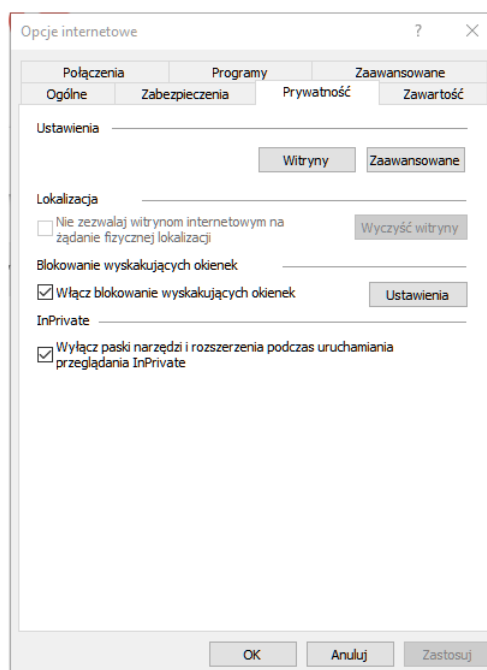 Opcje internetowe
?
Połączenia Programy Zaawansowane
Ogólne Zabezpieczenia Prywatność Zawartość
Ustawienia
Witryny Zaawansowane
Lokalizacja
Nie zezwalaj witrynom internetowym na
żądanie fizycznej lokalizacji
Wyczyść witryny
Blokowanie wyskakujących okienek
Włącz blokowanie wyskakujących okienek Ustawienia
InPrivate
Wyłącz paski narzędzi i rozszerzenia podczas uruchamiania
przeglądania InPrivate
OK Anuluj Zastosuj